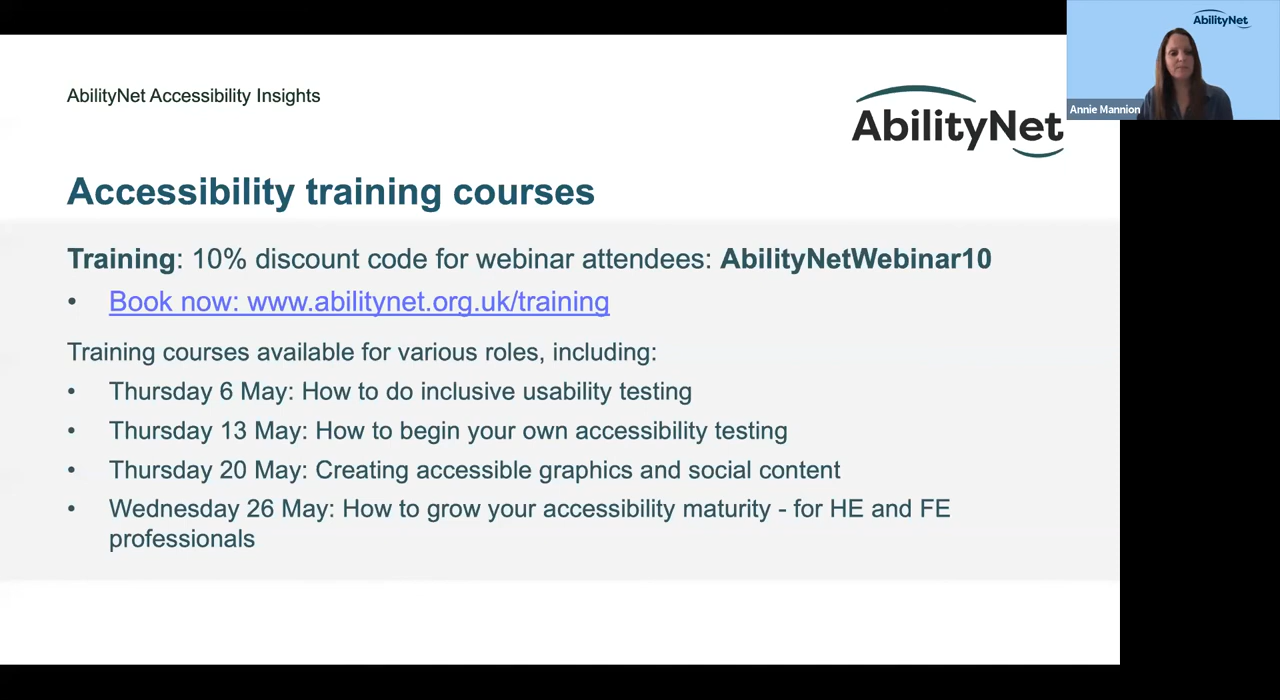 AbilityNet
Annie Mannion
AbilityNet Accessibility Insights
AbilityNet
Accessibility training courses
Training: 10% discount code for webinar attendees: AbilityNetWebinar10
• Book now: www.abilitynet.org.uk/training
Training courses available for various roles, including:
• Thursday 6 May: How to do inclusive usability testing
• Thursday 13 May: How to begin your own accessibility testing
• Thursday 20 May: Creating accessible graphics and social content
• Wednesday 26 May: How to grow your accessibility maturity - for HE and FE
professionals